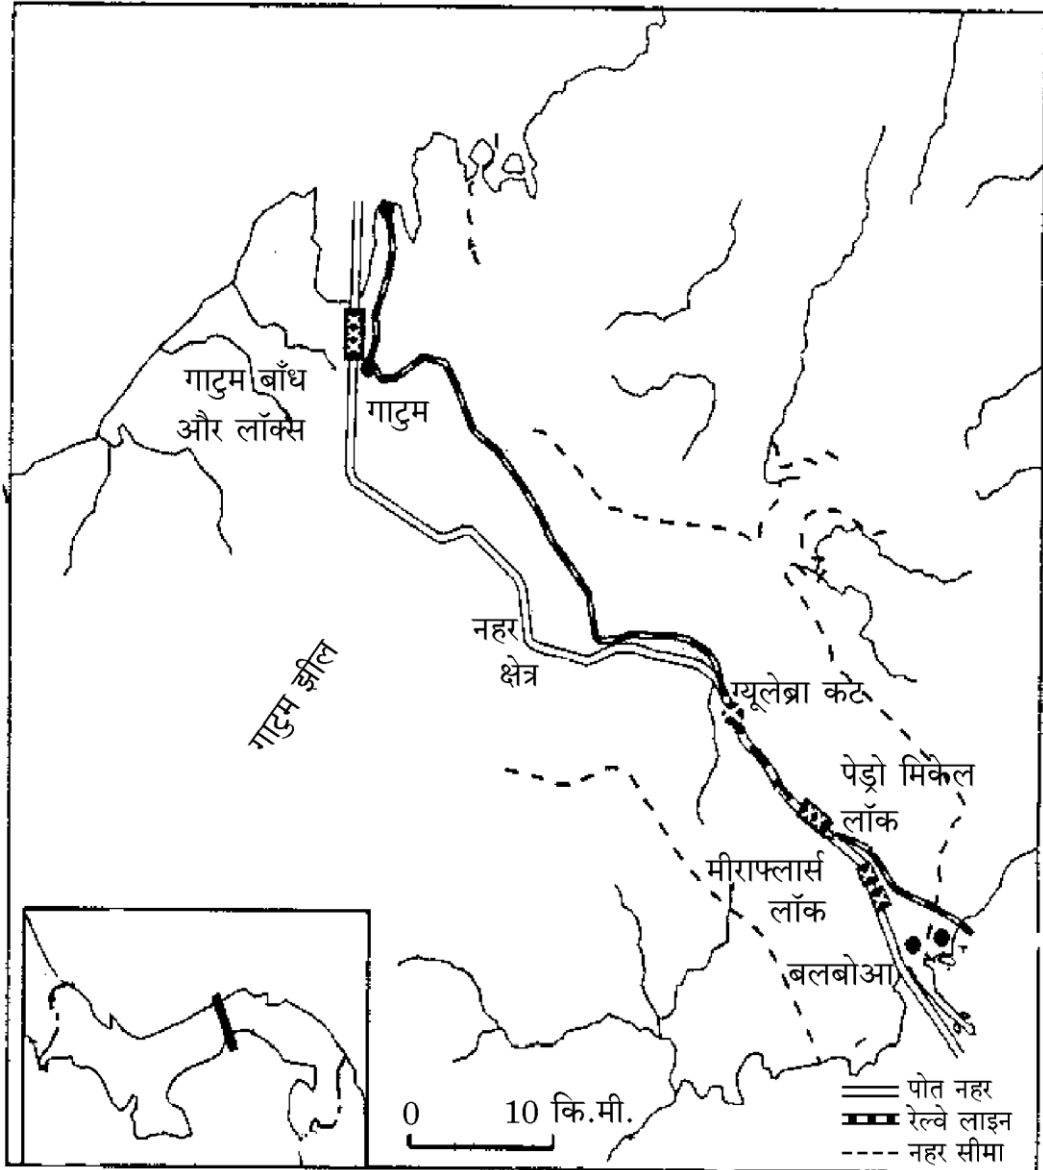 गाटुम बाँध
और लॉक्स
गाटुम
नहर
क्षेत्र
गाटुम झील
ग्यूलेब्रा कट
पेड्रो मिकेल
लॉक
मीराफ्लार्स
लॉक
बलबोआ
0 10 कि.मी.
पोत नहर
रेल्वे लाइन
नहर सीमा